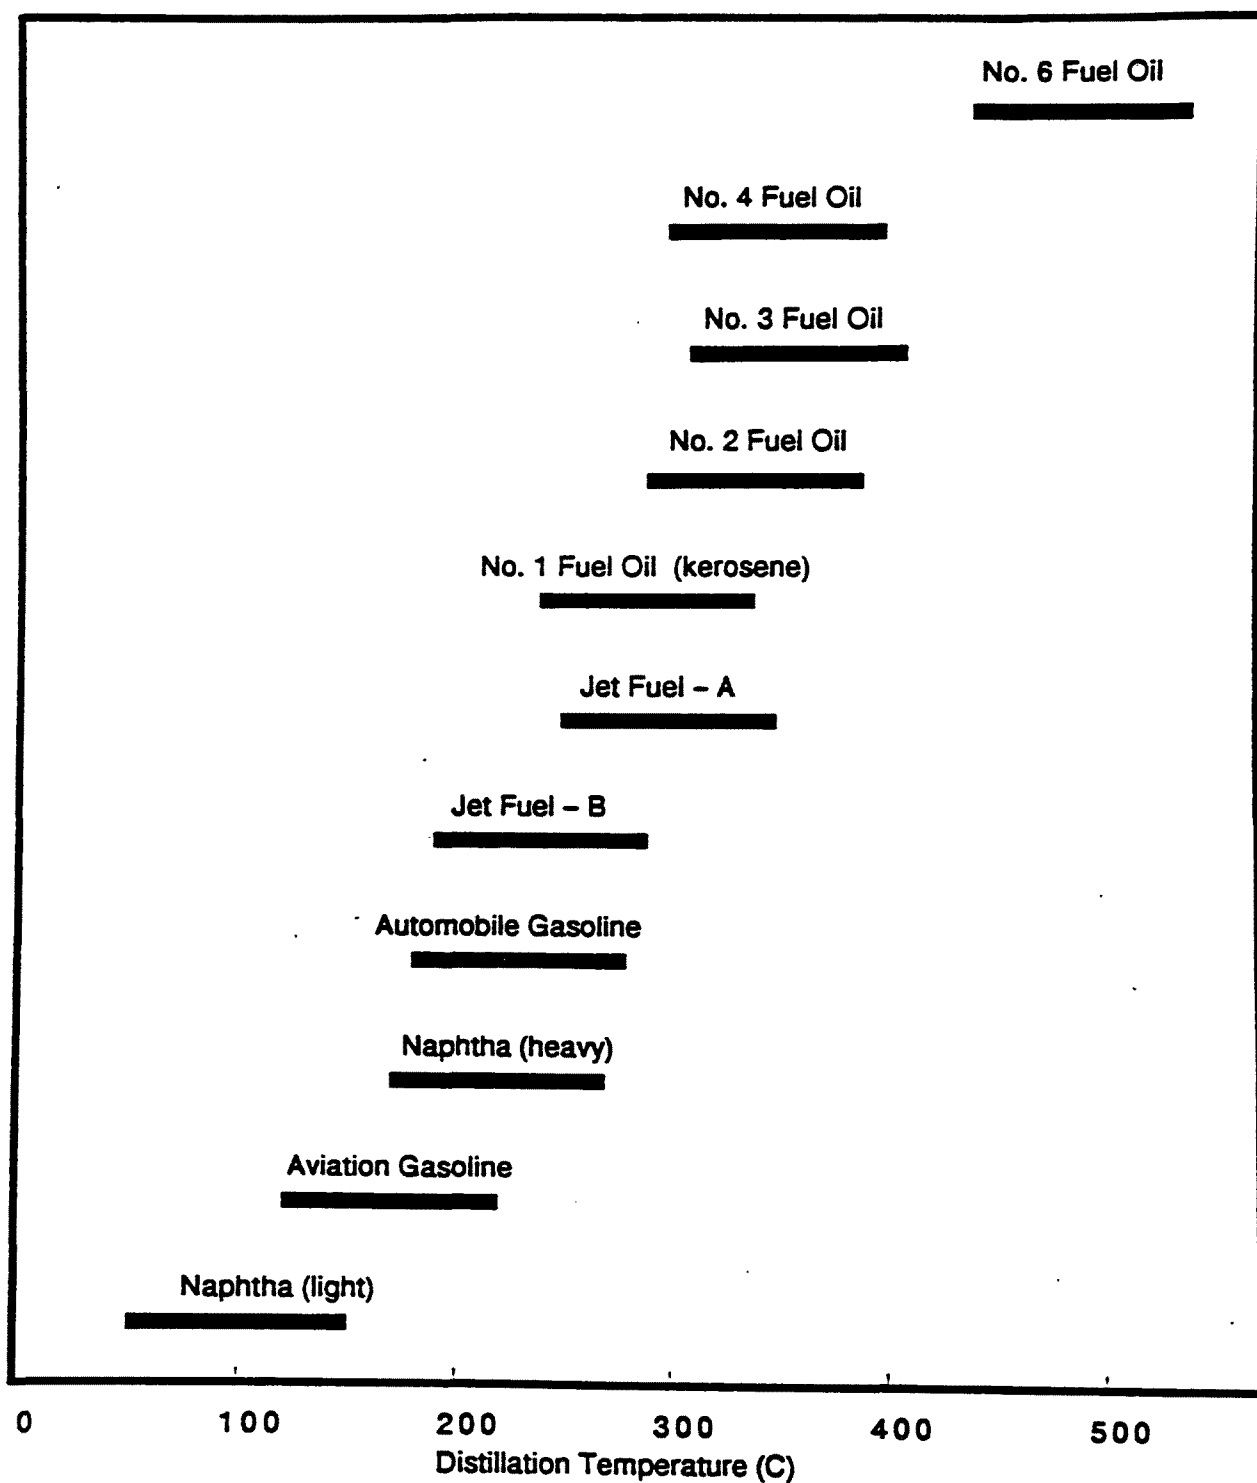 No. 6 Fuel Oil
No. 4 Fuel Oil
No. 3 Fuel Oil
No. 2 Fuel Oil
No. 1 Fuel Oil (kerosene)
Jet Fuel – A
Jet Fuel – B
Automobile Gasoline
Naphtha (heavy)
Aviation Gasoline
Naphtha (light)
0 100 200 300 400 500
Distillation Temperature (C)